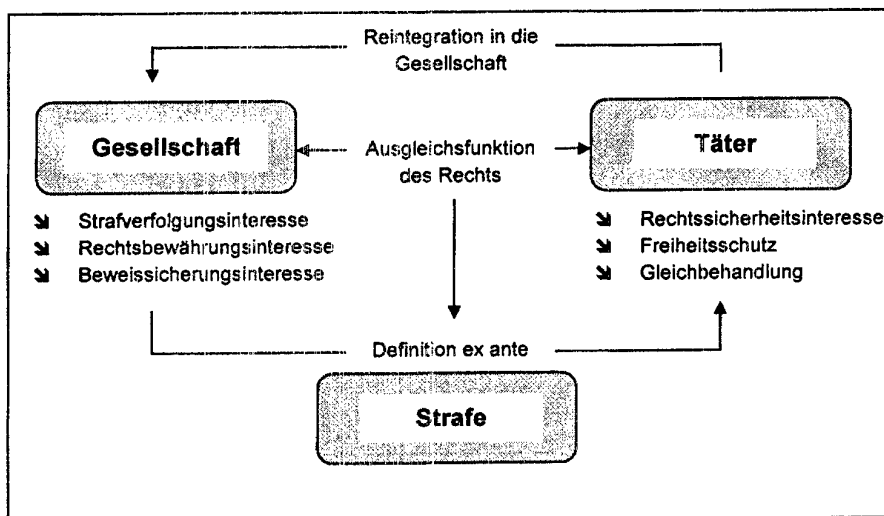 Reintegration in die
Gesellschaft
Gesellschaft
Ausgleichsfunktion
des Rechts
Täter
Strafverfolgungsinteresse
Rechtsbewährungsinteresse
Beweissicherungsinteresse
Rechtssicherheitsinteresse
Freiheitsschutz
Gleichbehandlung
Definition ex ante
Strafe